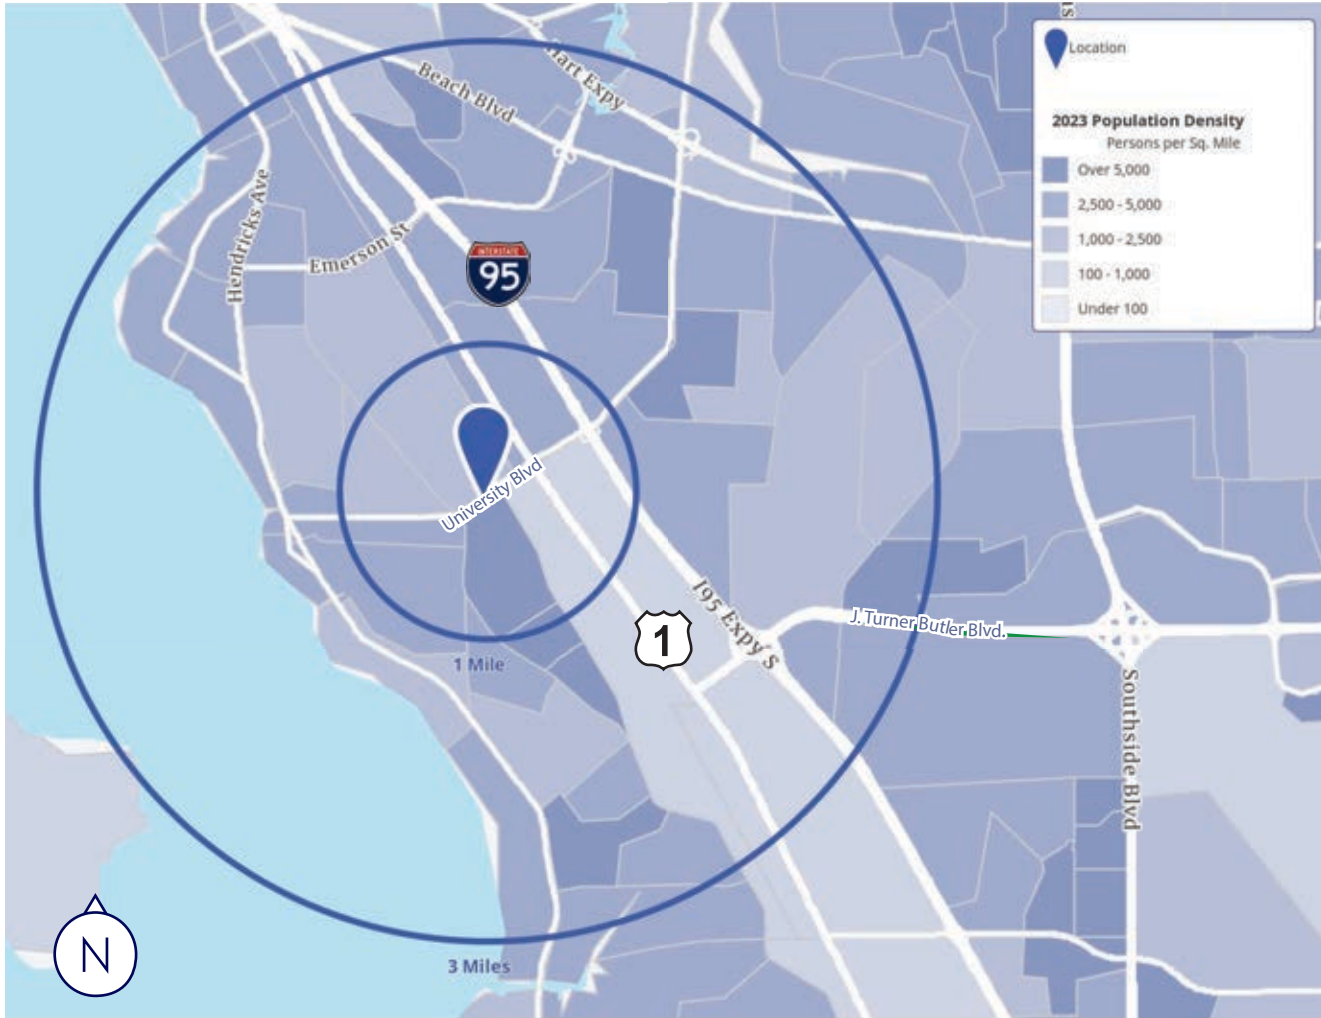 Location
2023 Population Density
Persons per Sq. Mile
Over 5,000
2,500 - 5,000
1,000 - 2,500
100 - 1,000
Under 100
Beach Blvd
Hart Expy
Hendricks Ave
Emerson St
INTERSTATE
95
University Blvd
1 Mile
1
I95 Expy S
J. Turner Butler Blvd.
Southside Blvd
3 Miles
N